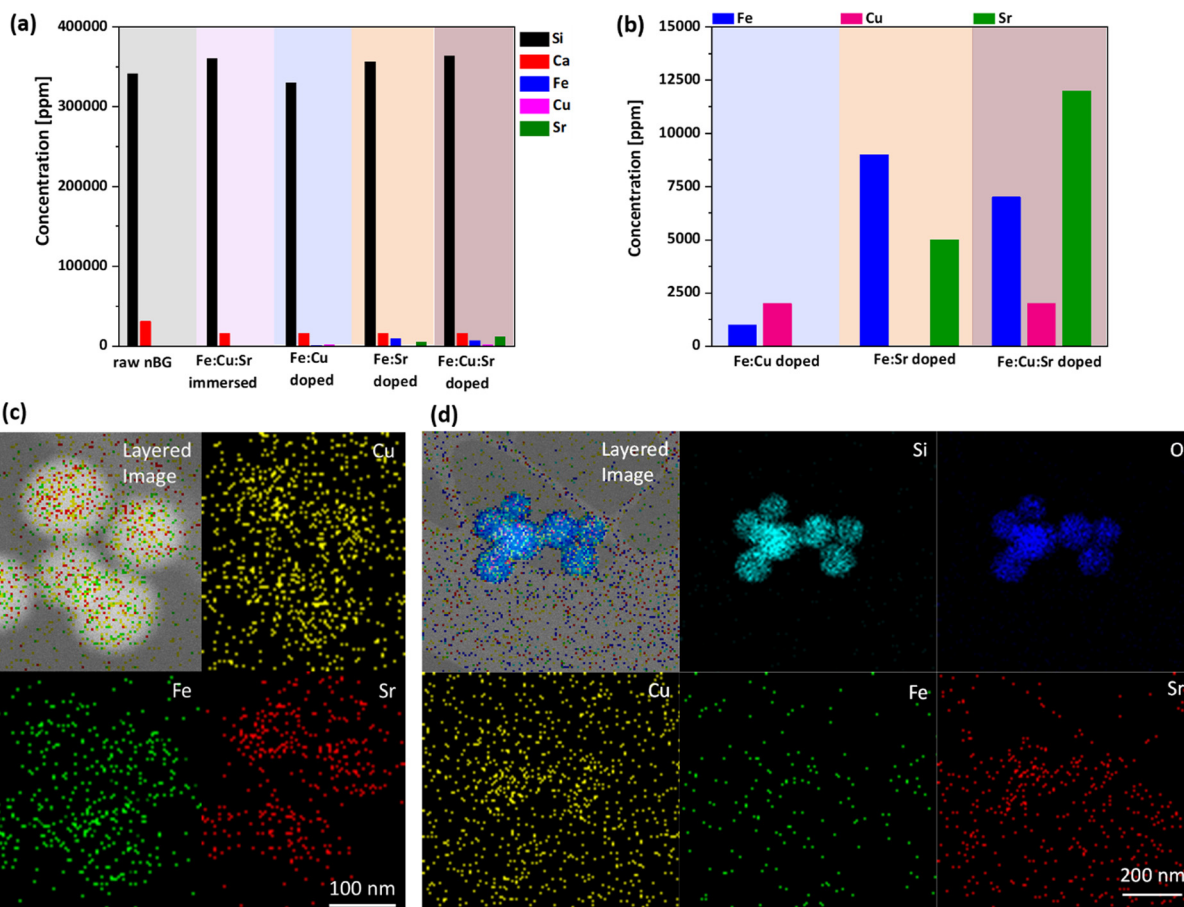 (a)
400000
300000
200000
100000
0
Concentration [ppm]
Si
Ca
Fe
Cu
Sr
raw nBG
Fe:Cu:Sr
immersed
Fe:Cu
doped
Fe:Sr
doped
Fe:Cu:Sr
doped
(b)
Fe
Cu
Sr
15000
12500
10000
7500
5000
2500
0
Concentration [ppm]
Fe:Cu doped
Fe:Sr doped
Fe:Cu:Sr doped
(c)
Layered
Image
Cu
Fe
Sr
100 nm
(d)
Layered
Image
Si
O
Cu
Fe
Sr
200 nm